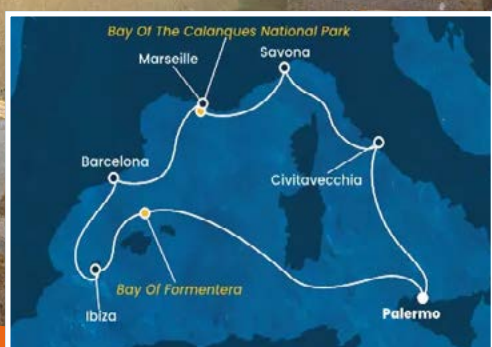 Bay Of The Calanques National Park
Marseille
Savona
Barcelona
Civitavecchia
Bay Of Formentera
Ibiza
Palermo